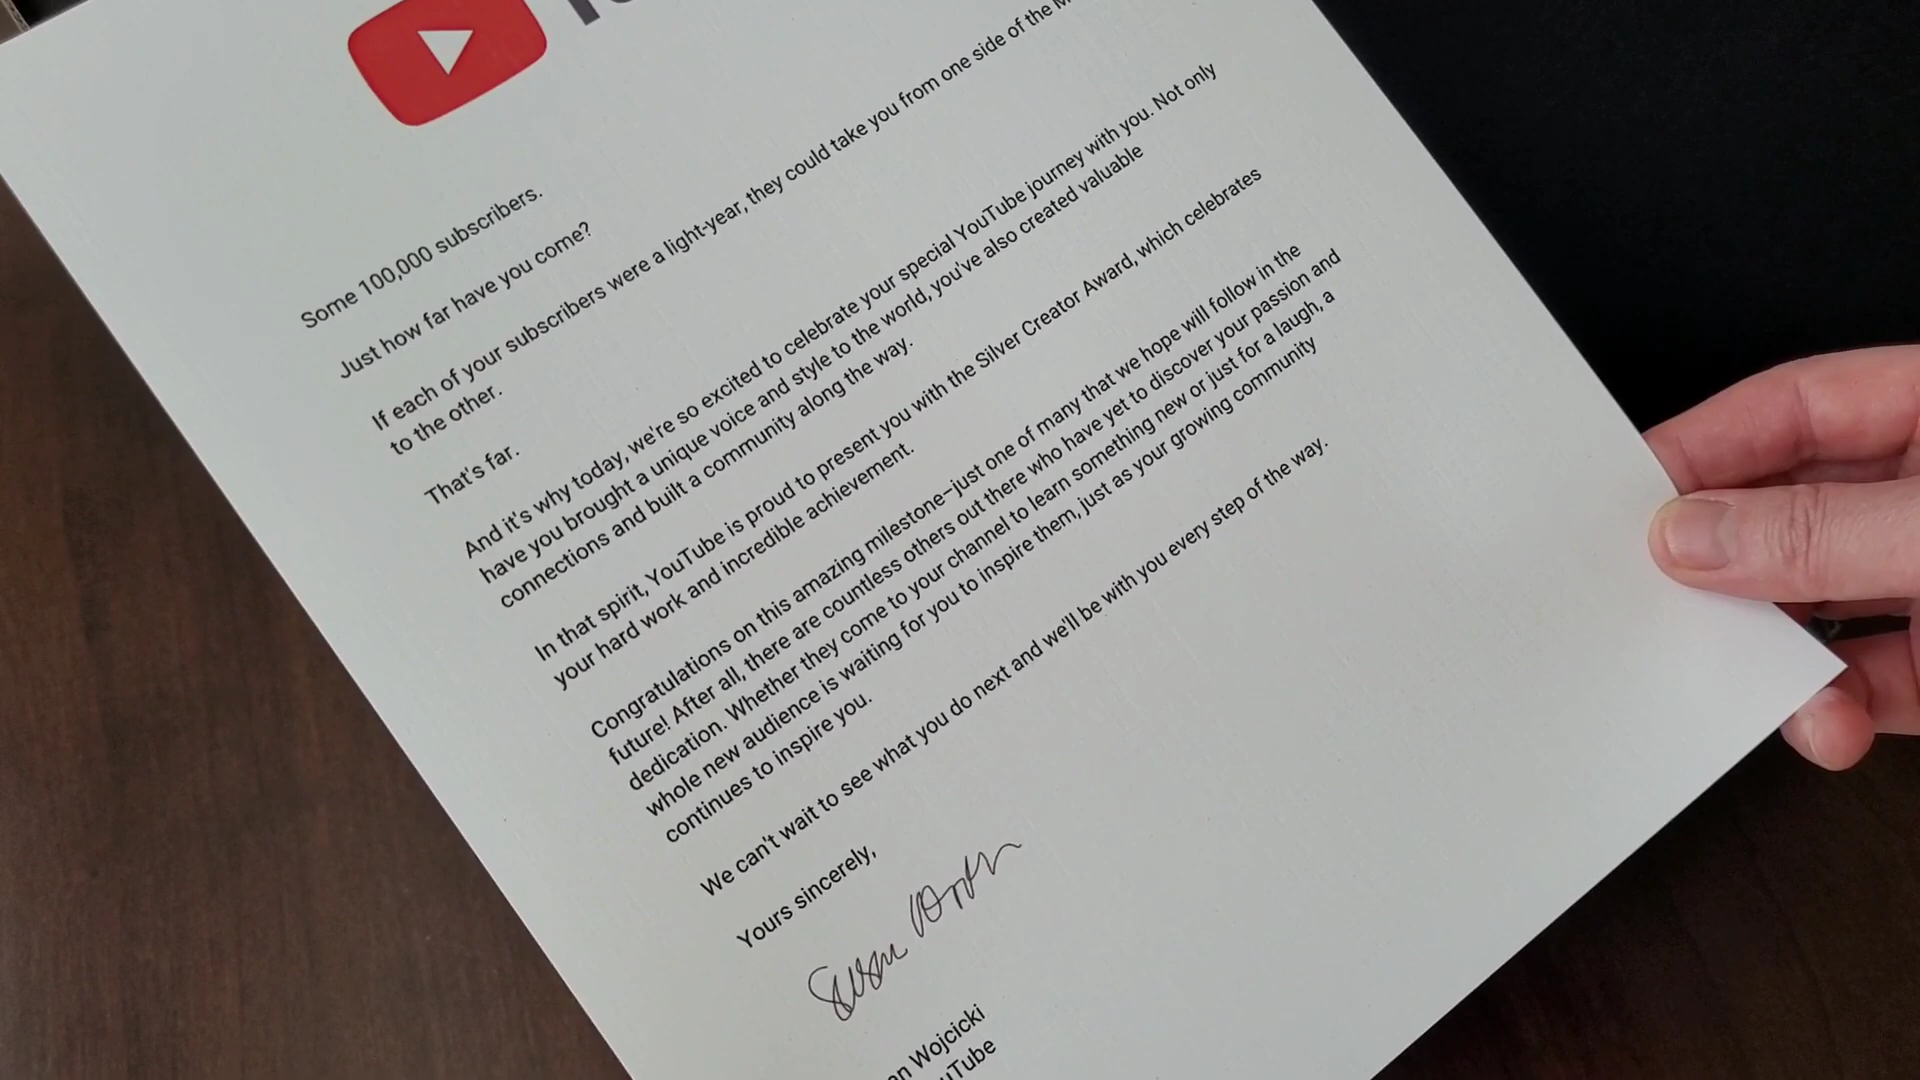 Some 100,000 subscribers.
Just how far have you come?
If each of your subscribers were a light-year, they could take you from one side of the
to the other.
That's far.
And it's why today, we're so excited to celebrate your special YouTube journey with you. Not only
have you brought a unique voice and style to the world, you've also created valuable
connections and built a community along the way.
In that spirit, YouTube is proud to present you with the Silver Creator Award, which celebrates
your hard work and incredible achievement.
Congratulations on this amazing milestone–just one of many that we hope will follow in the
future! After all, there are countless others out there who have yet to discover your passion and
dedication. Whether they come to your channel to learn something new or just for a laugh, a
whole new audience is waiting for you to inspire them, just as your growing community
continues to inspire you.
We can't wait to see what you do next and we'll be with you every step of the way.
Yours sincerely,
Susan
Wojcicki